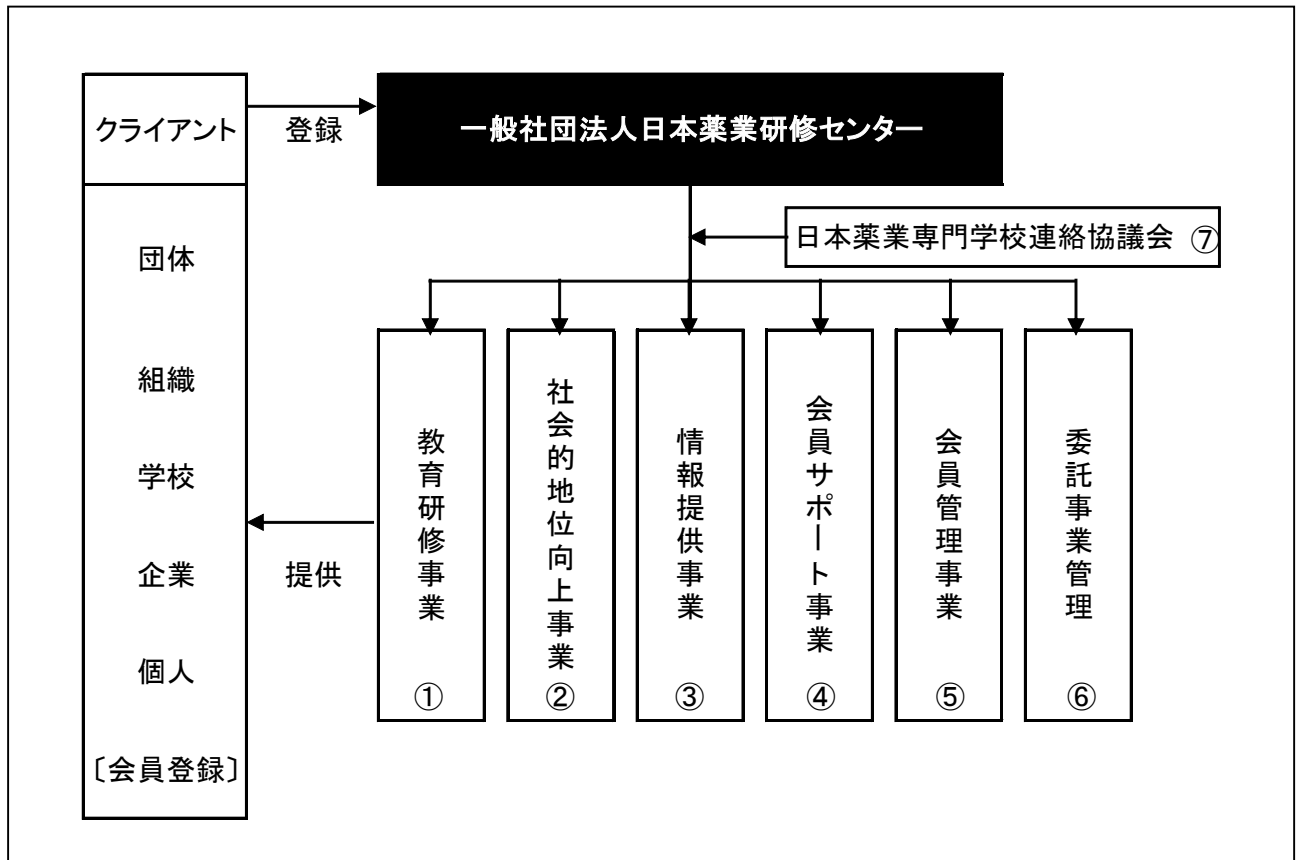 クライアント
登録
一般社団法人日本薬業研修センター
日本薬業専門学校連絡協議会 ⑦
団体
組織
学校
企業
個人
〔会員登録〕
提供
教育研修事業 ①
社会的地位向上事業 ②
情報提供事業 ③
会員サポート事業 ④
会員管理事業 ⑤
委託事業管理 ⑥